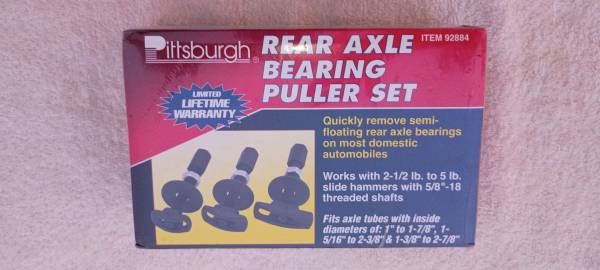 Pittsburgh®
REAR AXLE
BEARING
PULLER SET
ITEM 92884
LIMITED
LIFETIME
WARRANTY
Quickly remove semi-
floating rear axle bearings
on most domestic
automobiles
Works with 2-1/2 lb. to 5 lb.
slide hammers with 5/8"-18
threaded shafts
Fits axle tubes with inside
diameters of: 1" to 1-7/8", 1-
5/16" to 2-3/8" & 1-3/8" to 2-7/8"